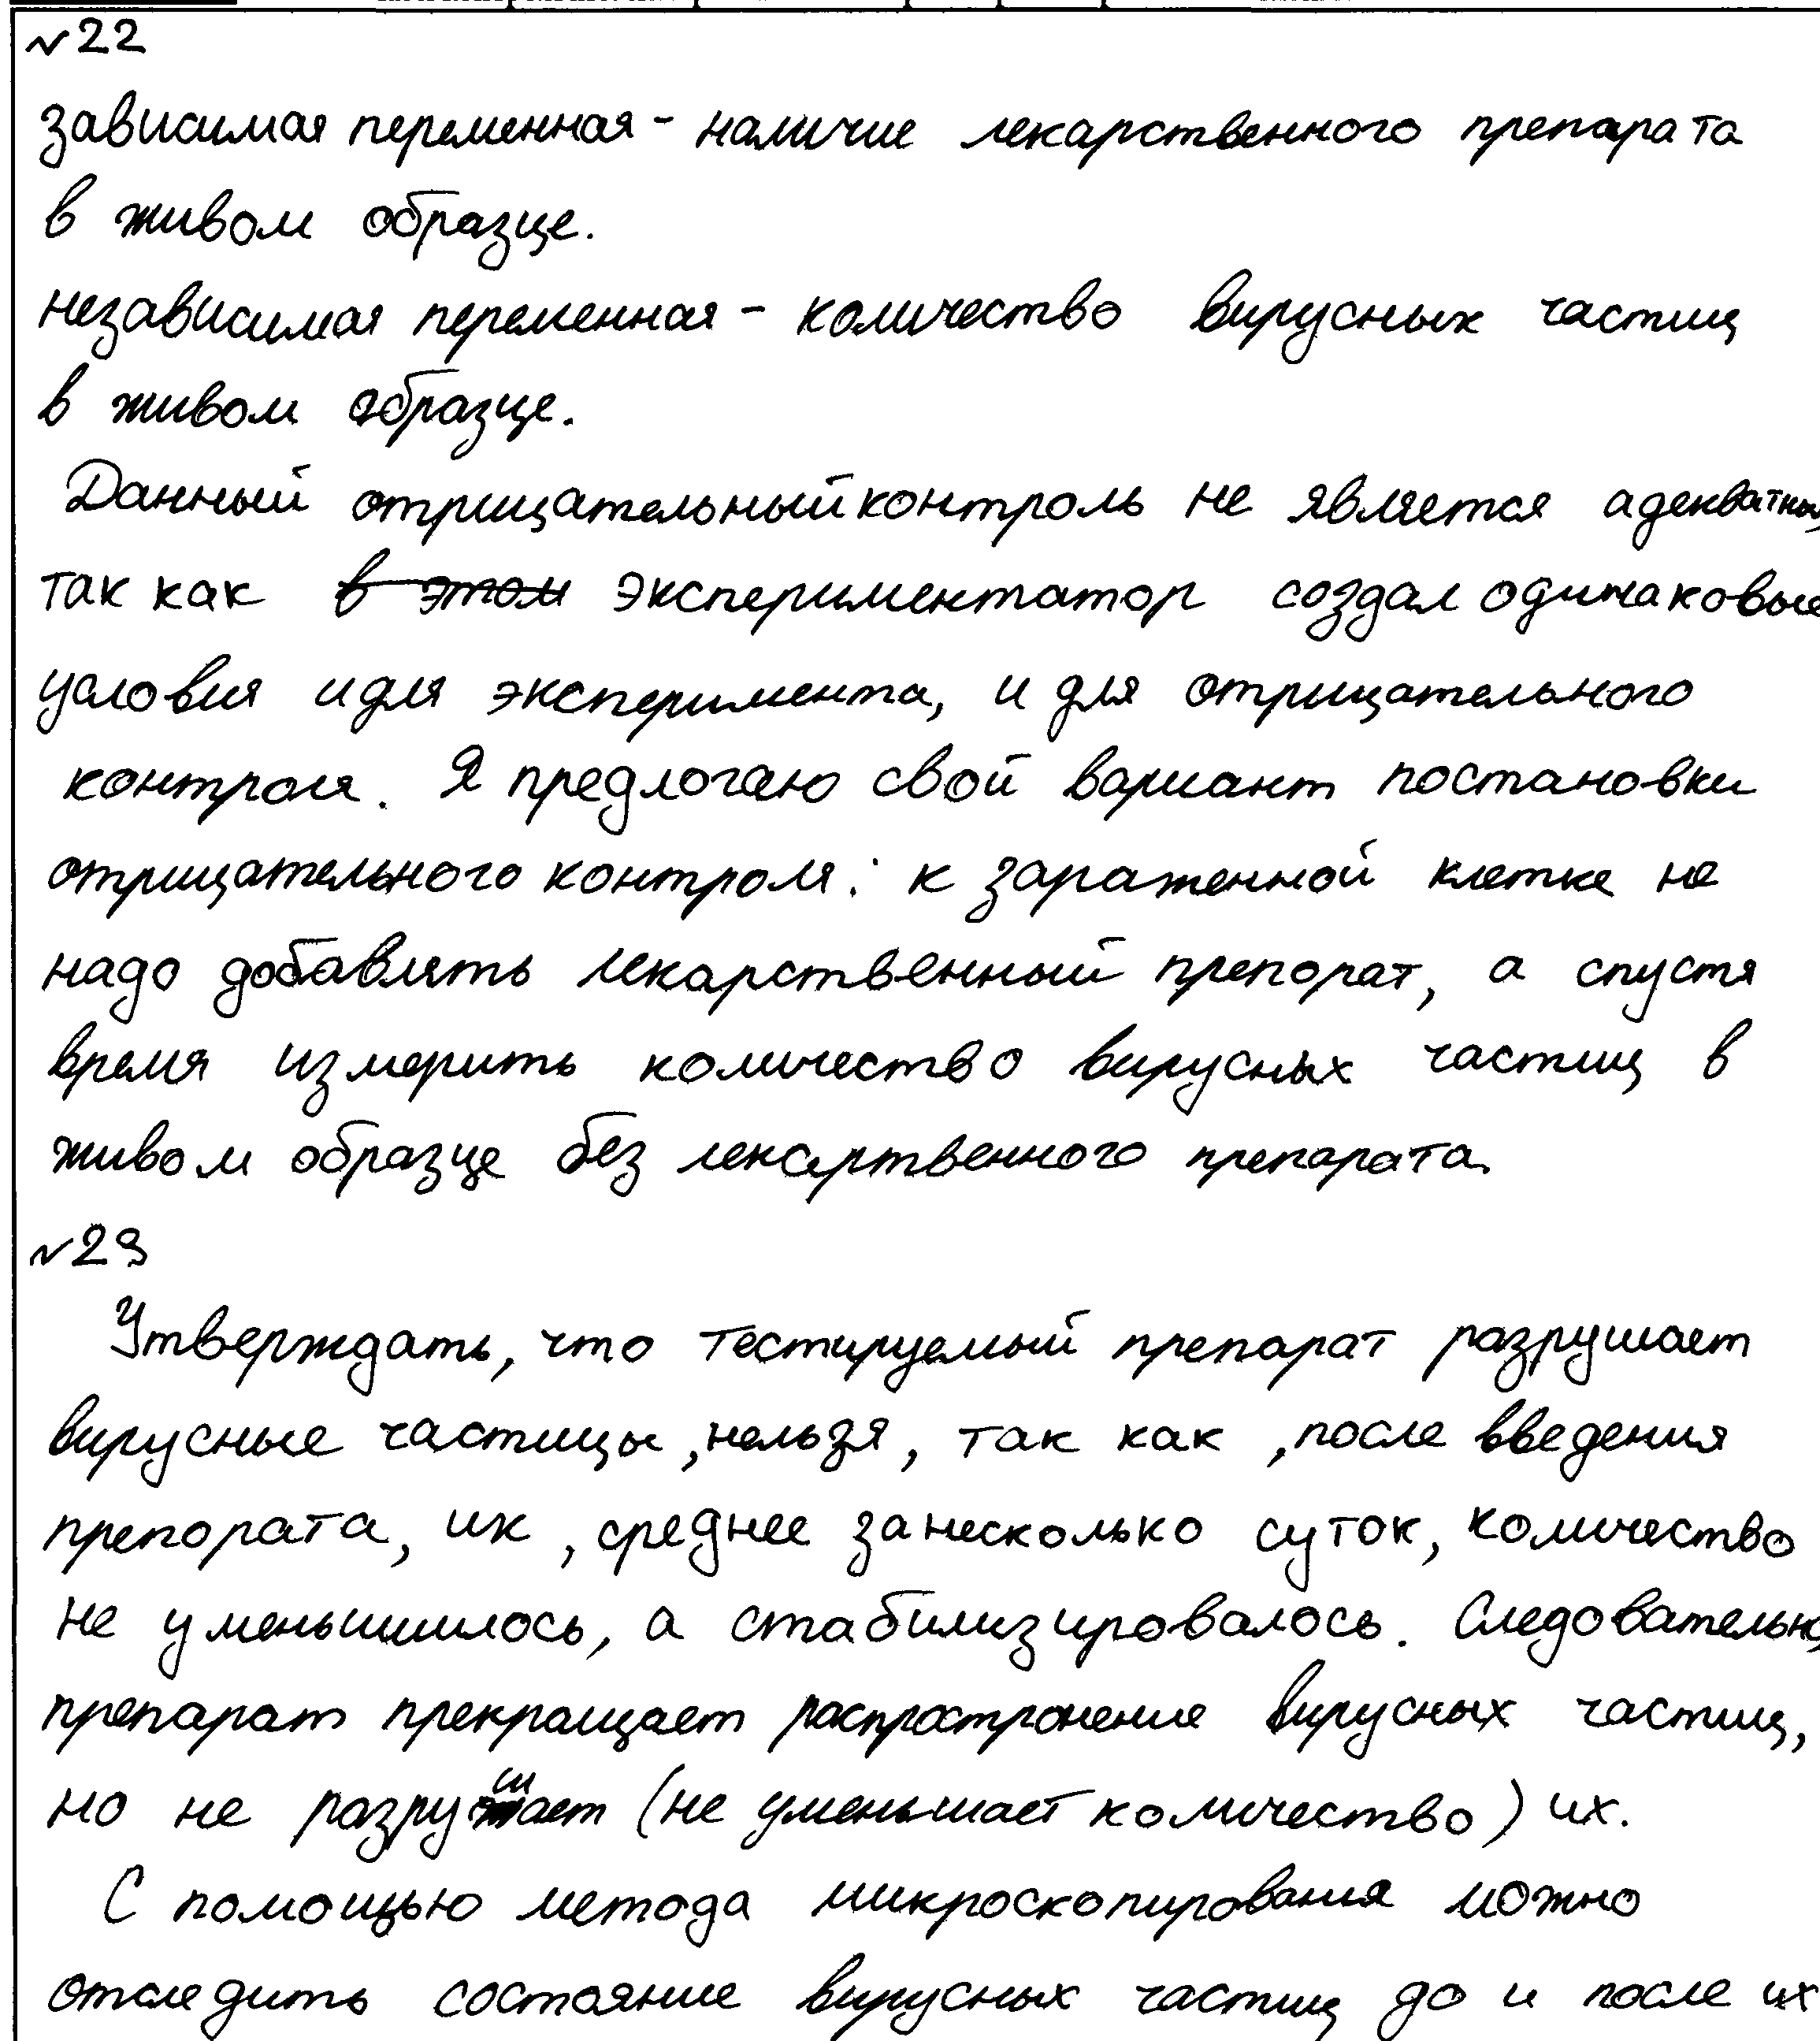 №22
зависимая переменная - наличие лекарственного препарата
в живом образце.
независимая переменная - количество вирусных частиц
в живом образце.
Данный отрицательный контроль не является адекватным,
так как в этом экспериментатор создал одинаковые
условия и для эксперимента, и для отрицательного
контроля. Я предлогаю свой вариант постановки
отрицательного контроля: к зараженной клетке не
надо добавлять лекарственный препорат, а спустя
время измерить количество вирусных частиц в
живом образце без лекартвенного препарата.
№23
Утверждать, что тестируемый препарат разрушает
вирусные частицы, нельзя, так как, после введения
препората, их, среднее за несколько суток, количество
не уменьшилось, а стабилизировалось. Следовательно,
препарат прекращает распростронение вирусных частиц,
но не разрушает (не уменьшает количество) их.
С помощью метода микроскопирования можно
отследить состояние вирусных частиц до и после их